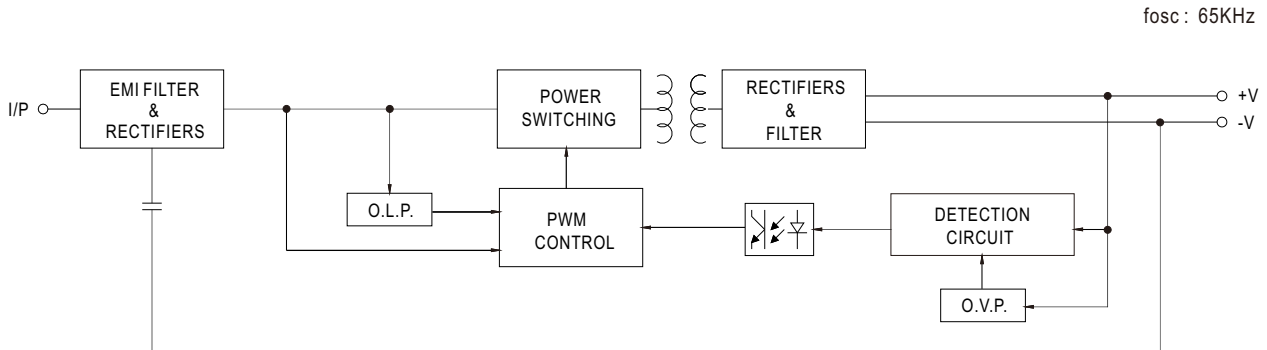 fosc : 65KHz
I/P
EMI FILTER
&
RECTIFIERS
POWER
SWITCHING
RECTIFIERS
&
FILTER
+V
-V
O.L.P.
PWM
CONTROL
DETECTION
CIRCUIT
O.V.P.